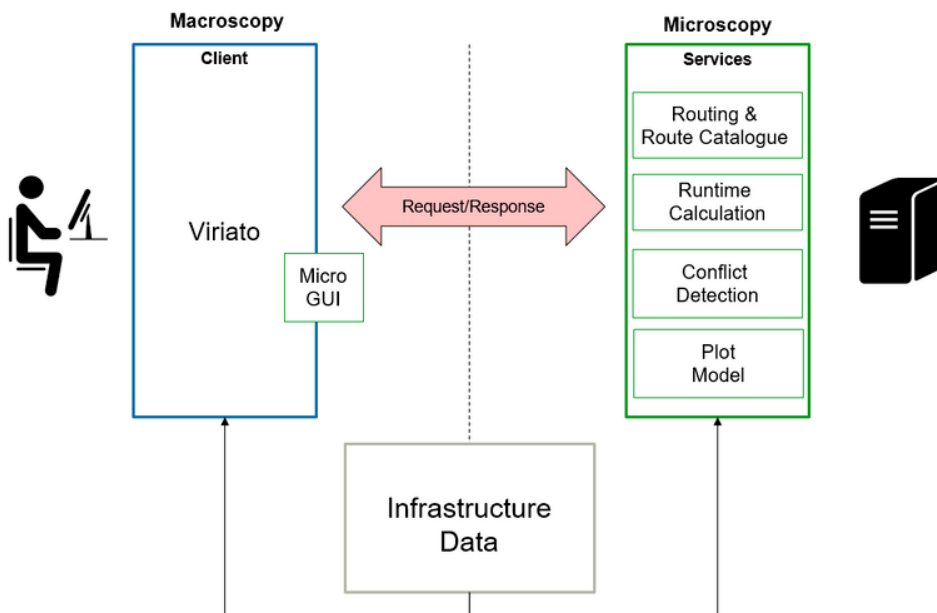 Macroscopy
Microscopy
Client
Services
Routing &
Route Catalogue
Request/Response
Runtime
Calculation
Viriato
Micro
GUI
Conflict
Detection
Plot
Model
Infrastructure
Data